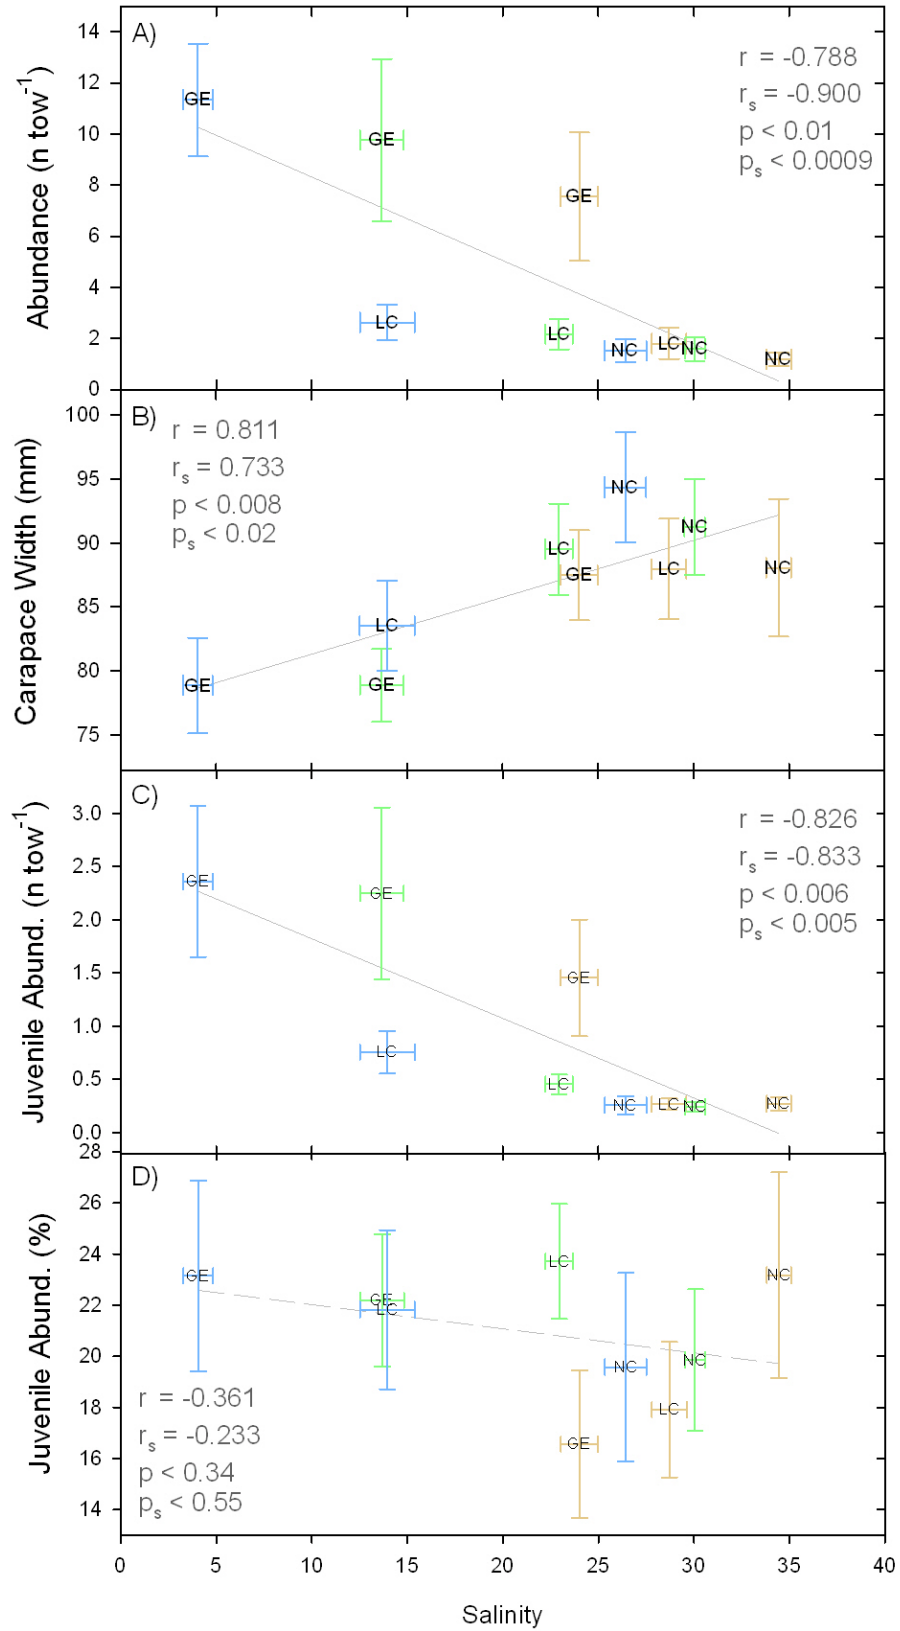 A)
14
12
10
8
6
4
2
0
Abundance (n tow⁻¹)
r = -0.788
rₛ = -0.900
p < 0.01
pₛ < 0.0009
GE
GE
GE
LC
LC
NC
LC
NC
NC
B)
100
95
90
85
80
75
Carapace Width (mm)
r = 0.811
rₛ = 0.733
p < 0.008
pₛ < 0.02
NC
NC
LC
GE
LC
NC
LC
GE
GE
C)
3.0
2.5
2.0
1.5
1.0
0.5
0.0
Juvenile Abund. (n tow⁻¹)
r = -0.826
rₛ = -0.833
p < 0.006
pₛ < 0.005
GE
GE
GE
LC
LC
NC
LC
NC
NC
D)
28
26
24
22
20
18
16
14
Juvenile Abund. (%)
LC
GE
NC
GE
LC
NC
NC
LC
GE
r = -0.361
rₛ = -0.233
p < 0.34
pₛ < 0.55
0 5 10 15 20 25 30 35 40
Salinity